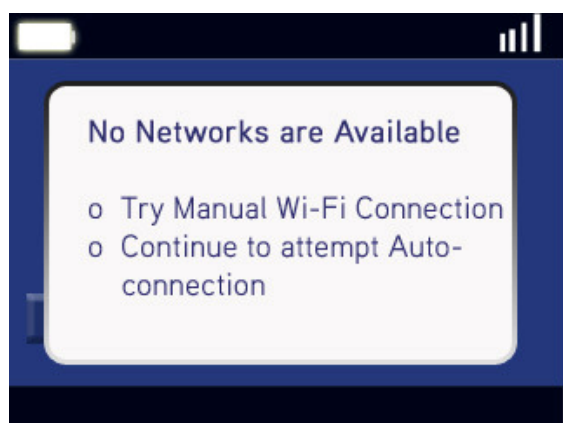 No Networks are Available
o Try Manual Wi-Fi Connection
o Continue to attempt Auto-
connection